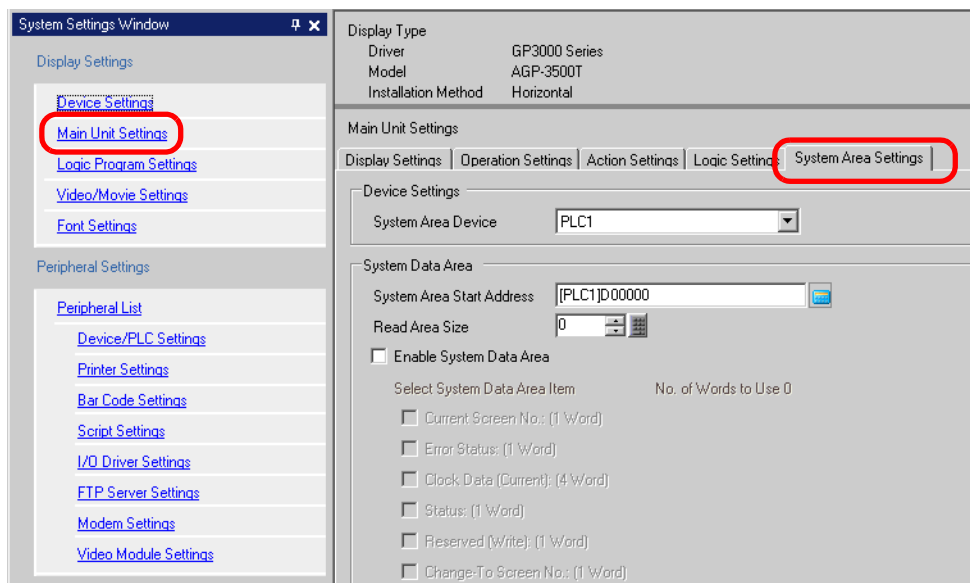 System Settings Window
Display Settings
Device Settings
Main Unit Settings
Logic Program Settings
Video/Movie Settings
Font Settings
Peripheral Settings
Peripheral List
Device/PLC Settings
Printer Settings
Bar Code Settings
Script Settings
I/O Driver Settings
FTP Server Settings
Modem Settings
Video Module Settings
Display Type
Driver GP3000 Series
Model AGP-3500T
Installation Method Horizontal
Main Unit Settings
Display Settings Operation Settings Action Settings Logic Settings System Area Settings
Device Settings
System Area Device PLC1
System Data Area
System Area Start Address [PLC1]D00000
Read Area Size 0
Enable System Data Area
Select System Data Area Item No. of Words to Use 0
Current Screen No.: (1 Word)
Error Status: (1 Word)
Clock Data (Current): (4 Word)
Status: (1 Word)
Reserved (Write): (1 Word)
Change-To Screen No.: (1 Word)